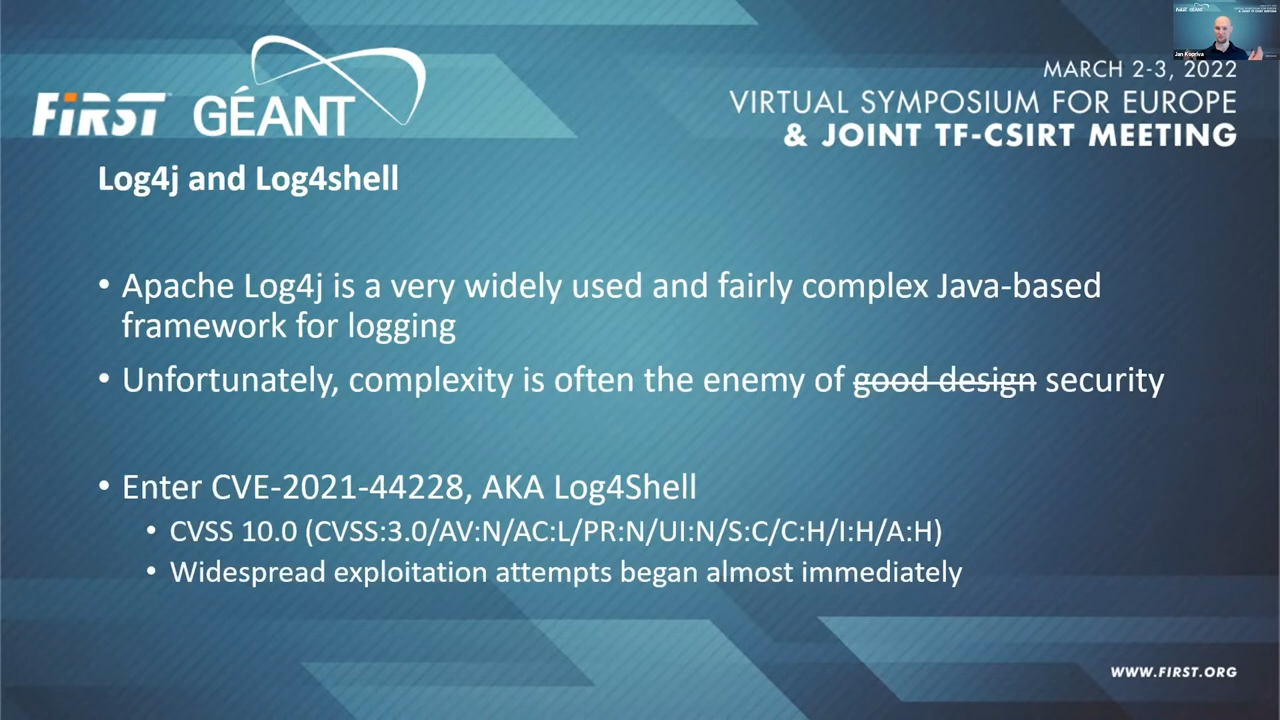 FiRST GÉANT
MARCH 2-3, 2022
VIRTUAL SYMPOSIUM FOR EUROPE
& JOINT TF-CSIRT MEETING
Jan Kopriva
Log4j and Log4shell
• Apache Log4j is a very widely used and fairly complex Java-based
framework for logging
• Unfortunately, complexity is often the enemy of good design security
• Enter CVE-2021-44228, AKA Log4Shell
• CVSS 10.0 (CVSS:3.0/AV:N/AC:L/PR:N/UI:N/S:C/C:H/I:H/A:H)
• Widespread exploitation attempts began almost immediately
WWW.FIRST.ORG